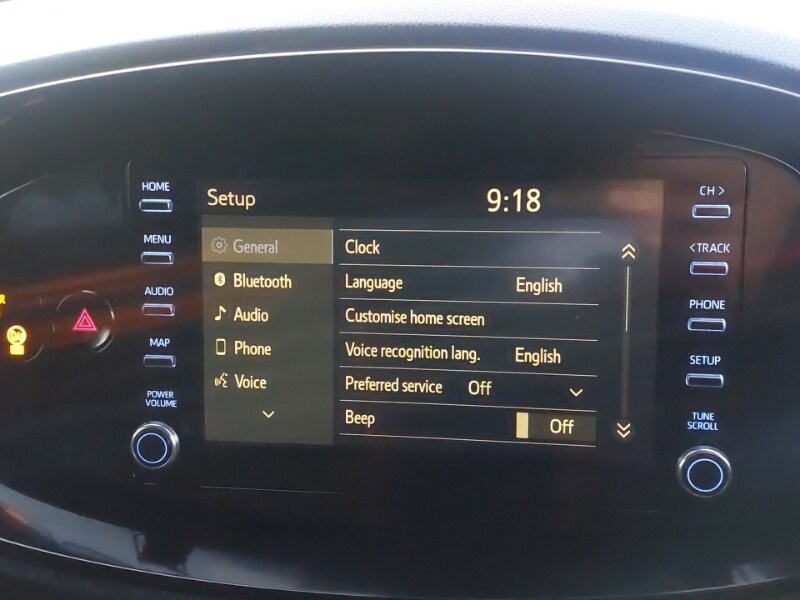 HOME
MENU
AUDIO
MAP
POWER
VOLUME
Setup
9:18
General
Bluetooth
Audio
Phone
Voice
Clock
Language English
Customise home screen
Voice recognition lang. English
Preferred service Off
Beep Off
CH >
< TRACK
PHONE
SETUP
TUNE
SCROLL